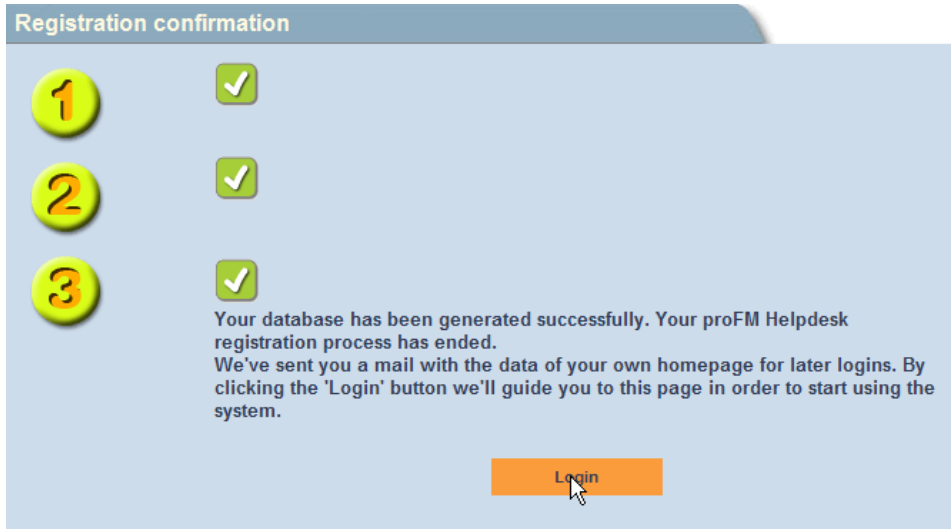 Registration confirmation
1
2
3
Your database has been generated successfully. Your proFM Helpdesk
registration process has ended.
We've sent you a mail with the data of your own homepage for later logins. By
clicking the 'Login' button we'll guide you to this page in order to start using the
system.
Login